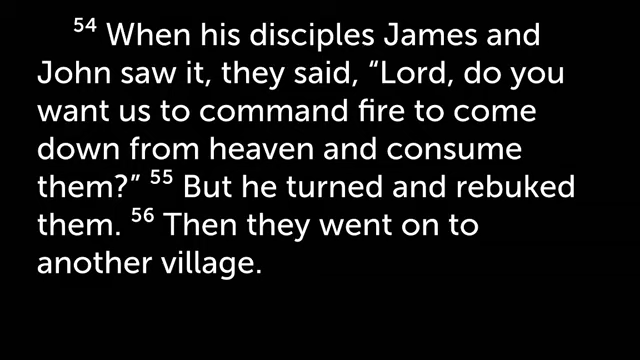 54 When his disciples James and
John saw it, they said, “Lord, do you
want us to command fire to come
down from heaven and consume
them?” 55 But he turned and rebuked
them. 56 Then they went on to
another village.